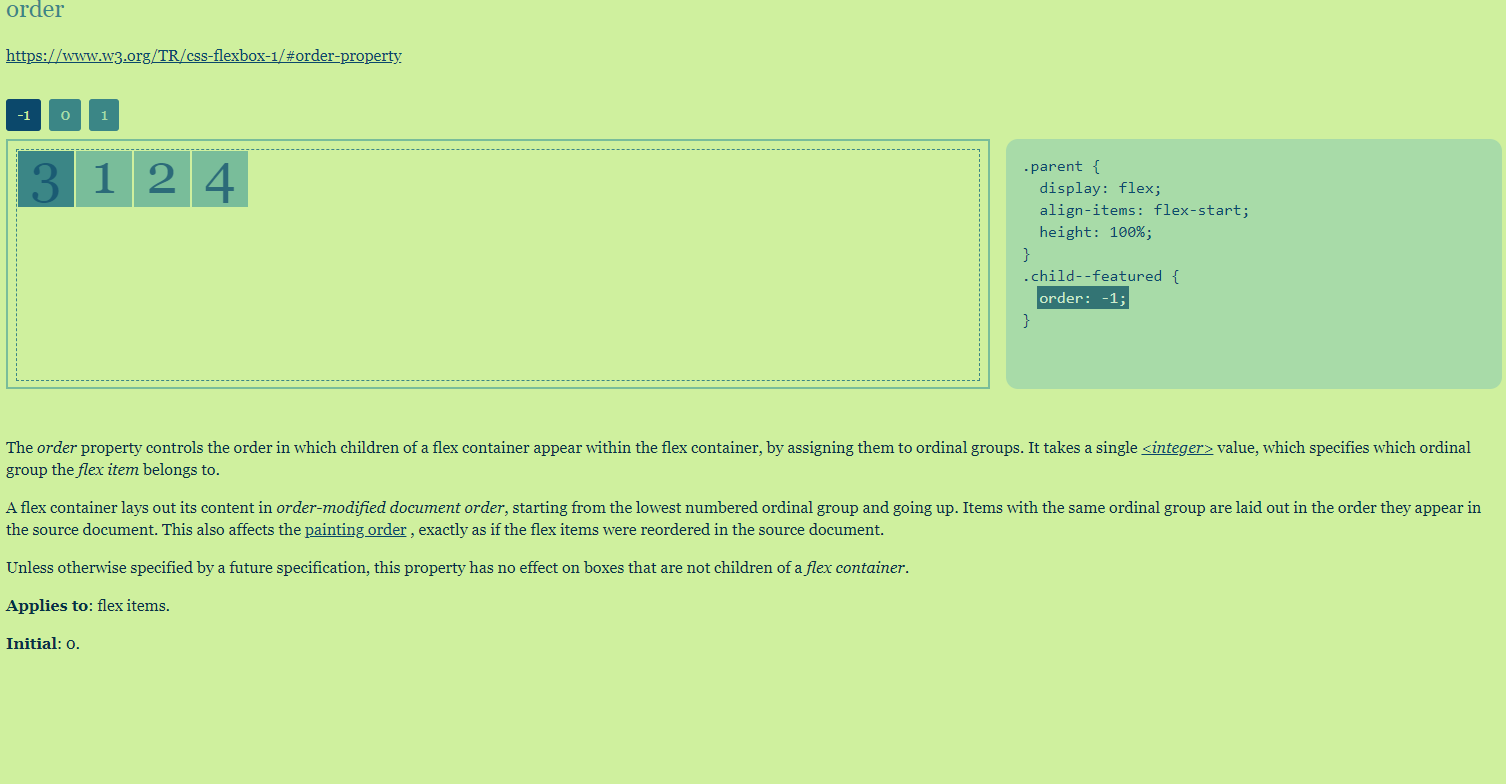 order
https://www.w3.org/TR/css-flexbox-1/#order-property
-1 0 1
3 1 2 4
.parent {
  display: flex;
  align-items: flex-start;
  height: 100%;
}
.child--featured {
  order: -1;
}
The order property controls the order in which children of a flex container appear within the flex container, by assigning them to ordinal groups. It takes a single <integer> value, which specifies which ordinal
group the flex item belongs to.
A flex container lays out its content in order-modified document order, starting from the lowest numbered ordinal group and going up. Items with the same ordinal group are laid out in the order they appear in
the source document. This also affects the painting order , exactly as if the flex items were reordered in the source document.
Unless otherwise specified by a future specification, this property has no effect on boxes that are not children of a flex container.
Applies to: flex items.
Initial: 0.